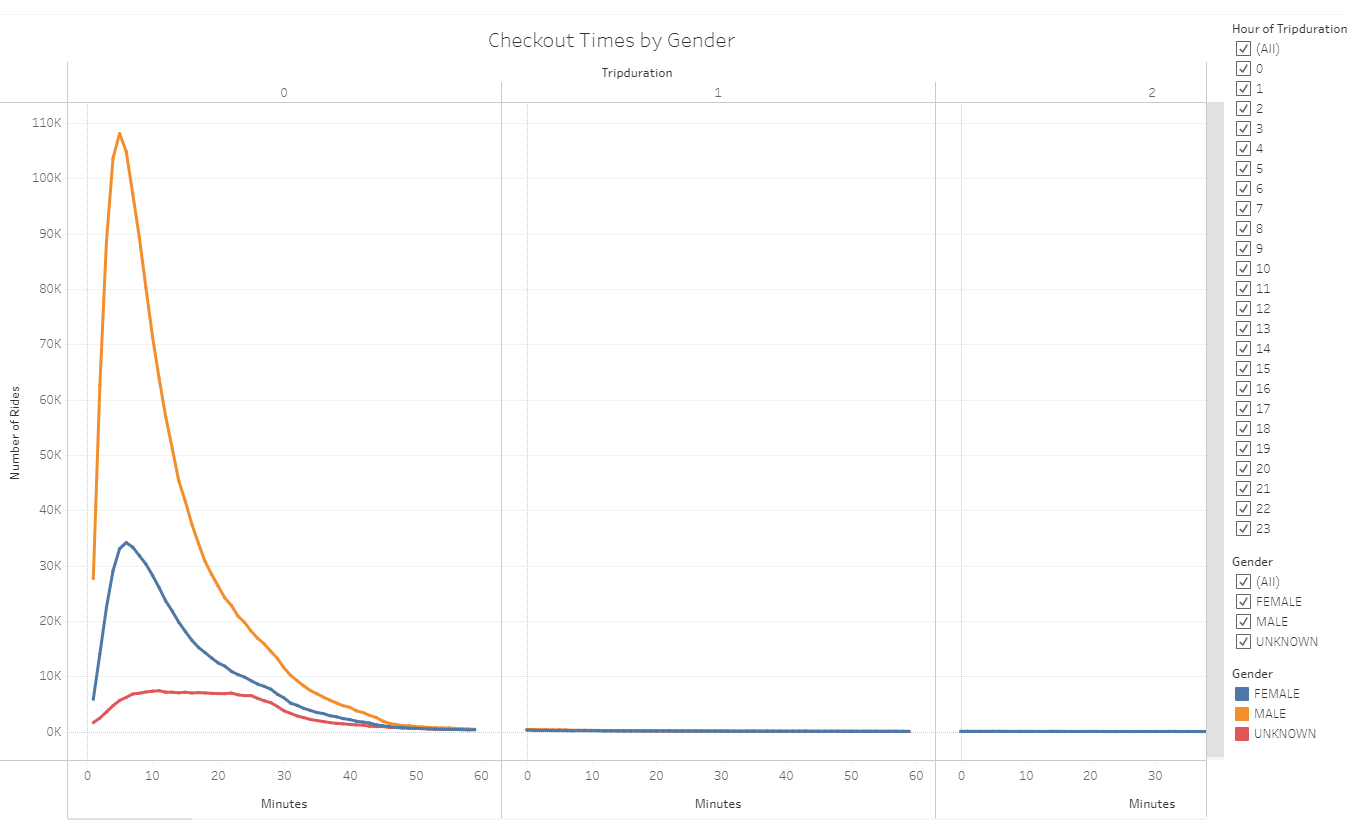 Checkout Times by Gender
Tripduration
0 1 2
Number of Rides
110K
100K
90K
80K
70K
60K
50K
40K
30K
20K
10K
0K
0 10 20 30 40 50 60 0 10 20 30 40 50 60 0 10 20 30
Minutes Minutes Minutes
Hour of Tripduration
(All)
0
1
2
3
4
5
6
7
8
9
10
11
12
13
14
15
16
17
18
19
20
21
22
23
Gender
(All)
FEMALE
MALE
UNKNOWN
Gender
FEMALE
MALE
UNKNOWN